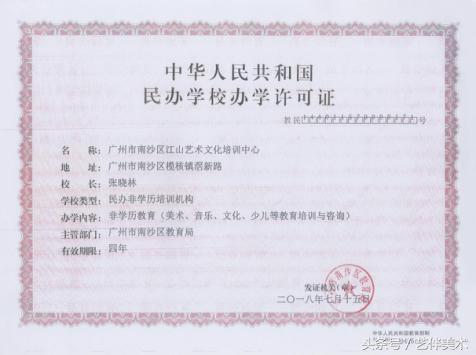 中华人民共和国
民办学校办学许可证
教民 号
名 称：广州市南沙区江山艺术文化培训中心
地 址：广州市南沙区榄核镇滘新路
校 长：张晓林
学校类型：民办非学历培训机构
办学内容：非学历教育（美术、音乐、文化、少儿等教育培训与咨询）
主管部门：广州市南沙区教育局
有效期限：四年
发证机关（章）
二〇一八年七月十五日
中华人民共和国教育部制
头条号/艺伴美术